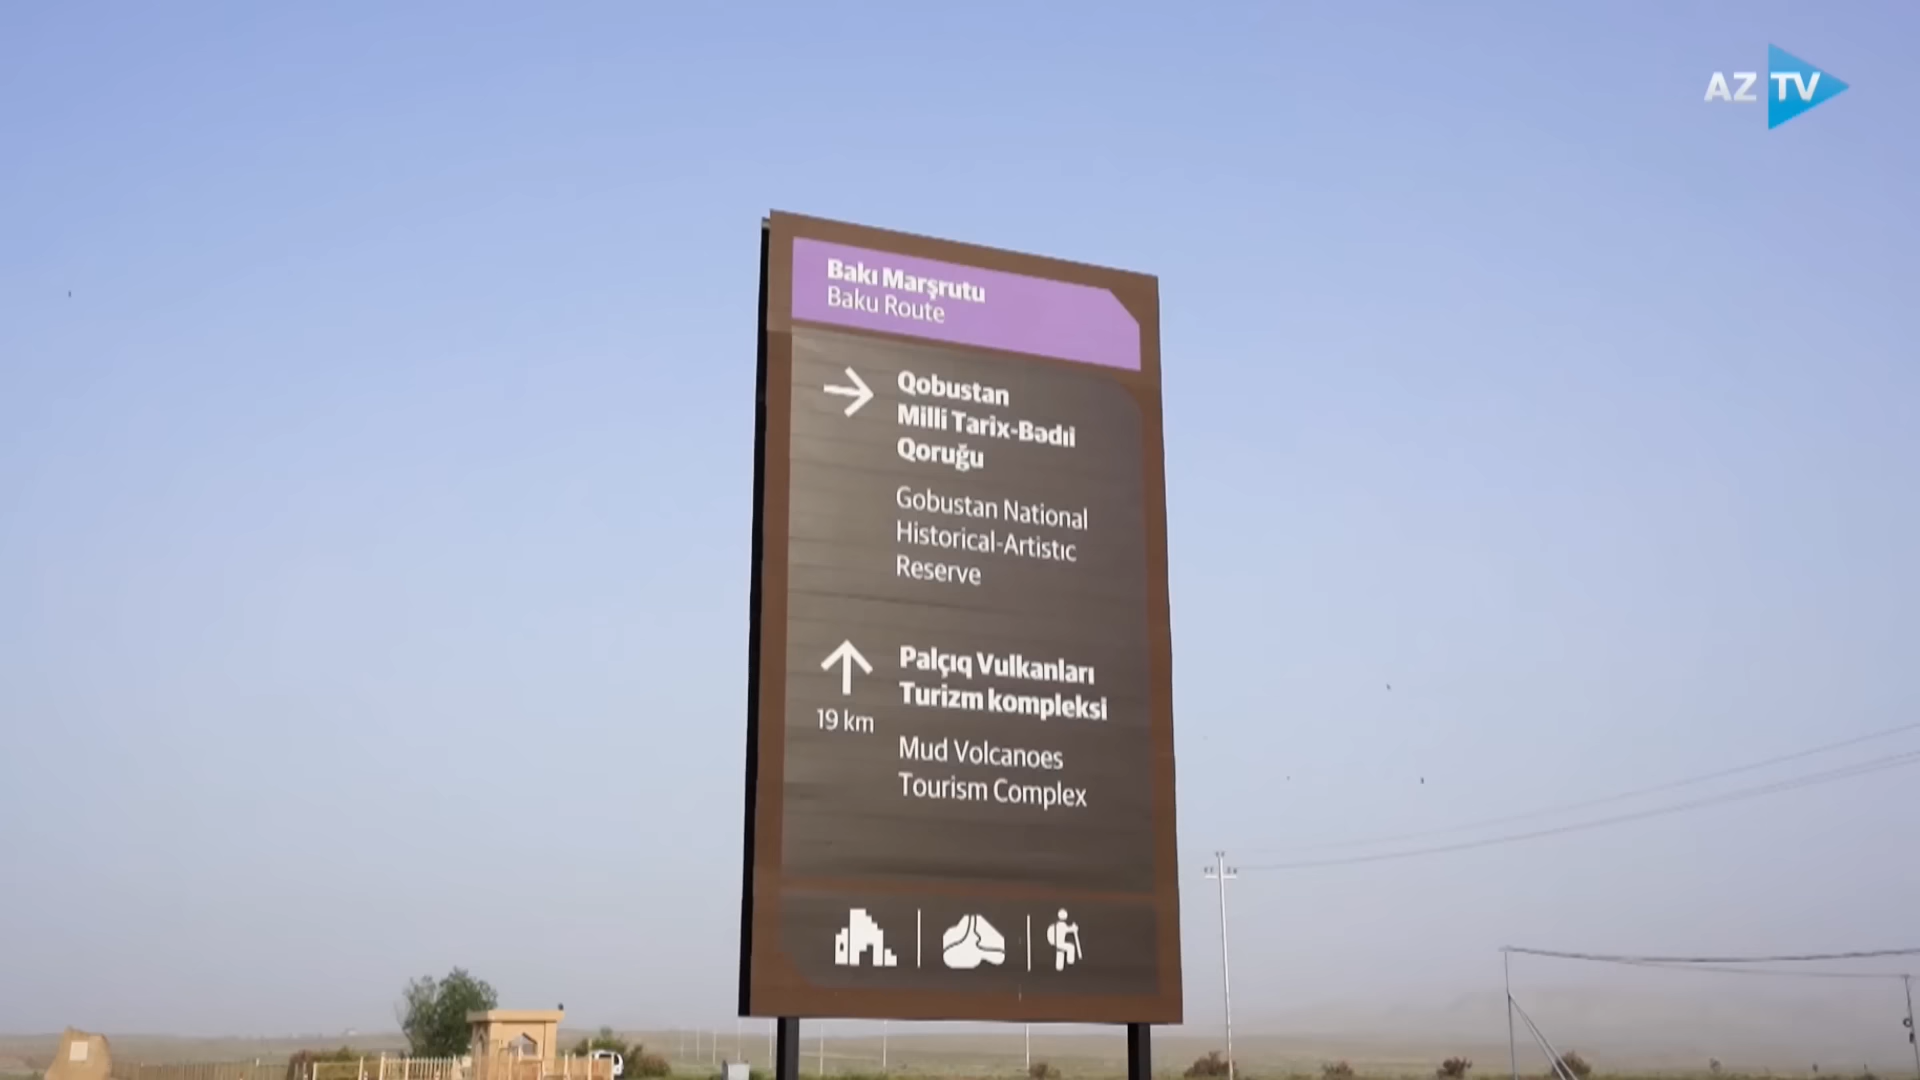 AZ TV
Bakı Marşrutu
Baku Route
Qobustan
Milli Tarix-Bədii
Qoruğu
Gobustan National
Historical-Artistic
Reserve
19 km
Palçıq Vulkanları
Turizm kompleksi
Mud Volcanoes
Tourism Complex